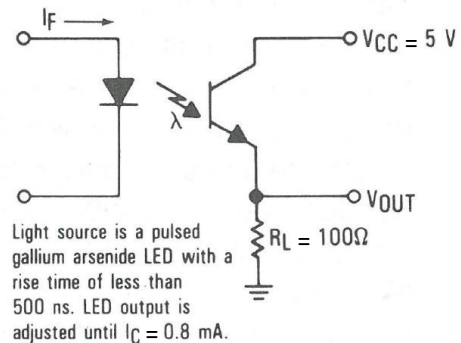 IF
VCC = 5 V
λ
VOUT
RL = 100Ω
Light source is a pulsed
gallium arsenide LED with a
rise time of less than
500 ns. LED output is
adjusted until IC = 0.8 mA.